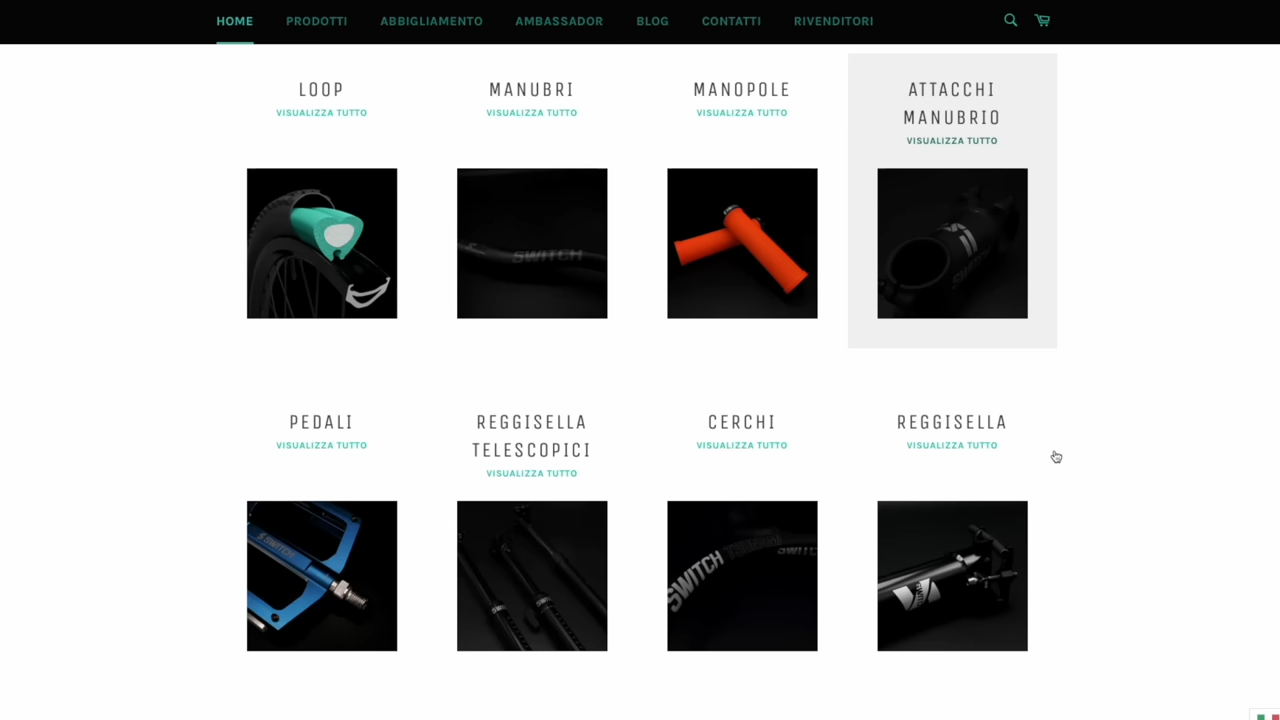 HOME PRODOTTI ABBIGLIAMENTO AMBASSADOR BLOG CONTATTI RIVENDITORI
LOOP
VISUALIZZA TUTTO
MANUBRI
VISUALIZZA TUTTO
MANOPOLE
VISUALIZZA TUTTO
ATTACCHI
MANUBRIO
VISUALIZZA TUTTO
SWITCH
PEDALI
VISUALIZZA TUTTO
REGGISELLA
TELESCOPICI
VISUALIZZA TUTTO
CERCHI
VISUALIZZA TUTTO
REGGISELLA
VISUALIZZA TUTTO
SWITCH
SWITCH
SWITCH